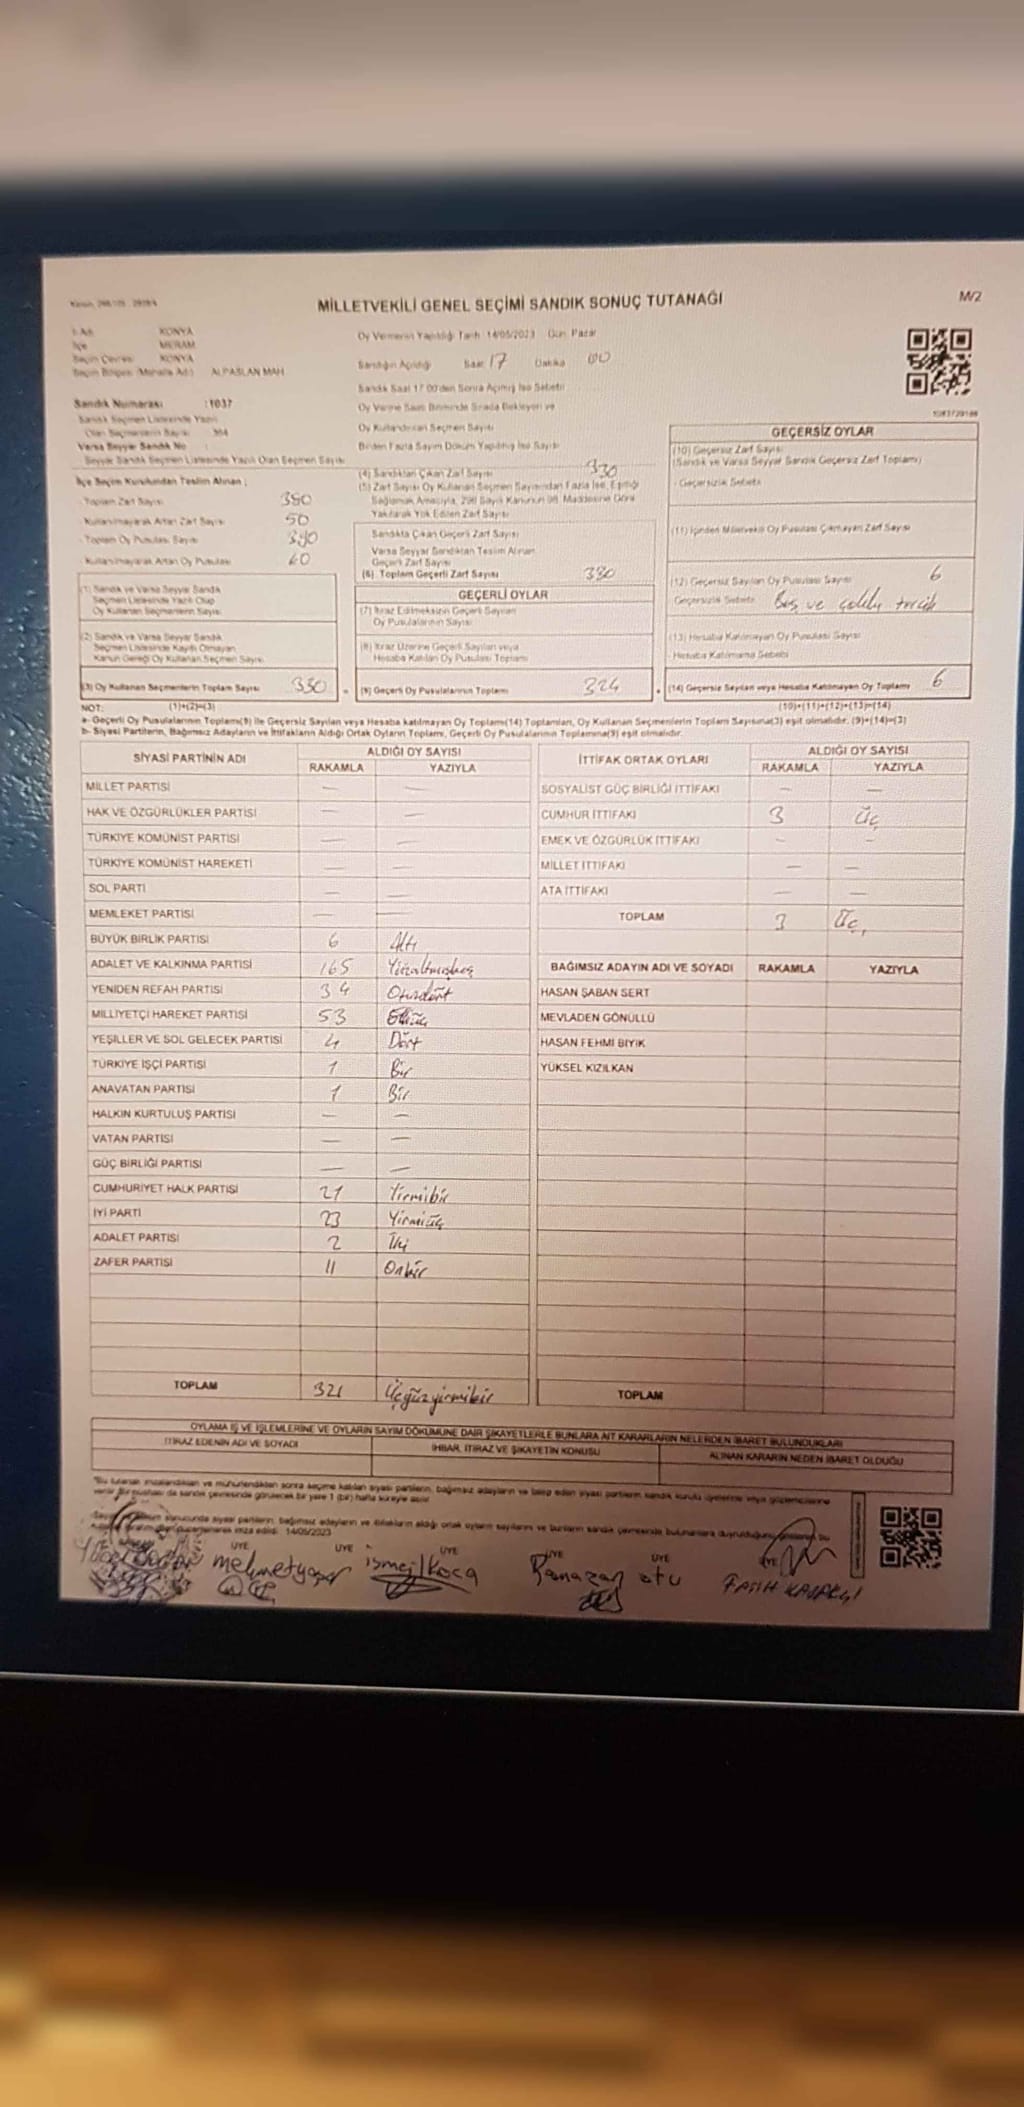 MİLLETVEKİLİ GENEL SEÇİMİ SANDIK SONUÇ TUTANAĞI
M/2
İli Adı KONYA
İlçe MERAM
Seçim Çevresi KONYA
Seçim Bölgesi (Mahalle Adı) ALPASLAN MAH
Sandık Numarası :1037
Sandık Seçmen Listesinde Yazılı
Olan Seçmenlerin Sayısı 384
Varsa Seyyar Sandık No
Seyyar Sandık Seçmen Listesinde Yazılı Olan Seçmen Sayısı
İlçe Seçim Kurulundan Teslim Alınan ;
Toplam Zarf Sayısı 380
Kullanılmayarak Artan Zarf Sayısı 50
Toplam Oy Pusulası Sayısı 390
Kullanılmayarak Artan Oy Pusulası 60
(1) Sandık ve Varsa Seyyar Sandık
Seçmen Listesinde Yazılı Olup
Oy Kullanan Seçmenlerin Sayısı
(2) Sandık ve Varsa Seyyar Sandık
Seçmen Listesinde Kayıtlı Olmayan
Kanun Gereği Oy Kullanan Seçmen Sayısı
(3) Oy Kullanan Seçmenlerin Toplam Sayısı 330
Oy Vermenin Yapıldığı Tarih 14/05/2023 Gün Pazar
Sandığın Açıldığı Saat 17 Dakika 00
Sandık Saat 17 00'den Sonra Açılmış İse Sebebi
Oy Verme Saati Bitiminde Sırada Bekleyen ve
Oy Kullandırılan Seçmen Sayısı
Birden Fazla Sayım Döküm Yapıldıysa İse Sayısı
(4) Sandıktan Çıkan Zarf Sayısı 330
(5) Zarf Sayısı Oy Kullanan Seçmen Sayısından Fazla İse, Eşitliği
Sağlamak Amacıyla, 298 Sayılı Kanunun 98. Maddesine Göre
Yakılarak Yok Edilen Zarf Sayısı
Sandıkta Çıkan Geçerli Zarf Sayısı
Varsa Seyyar Sandıktan Teslim Alınan
Geçerli Zarf Sayısı
(6) Toplam Geçerli Zarf Sayısı 330
GEÇERLİ OYLAR
(7) İtiraz Edilmeksizin Geçerli Sayılan
Oy Pusulalarının Sayısı
(8) İtiraz Üzerine Geçerli Sayılan veya
Hesaba Katılan Oy Pusulası Toplamı
(9) Geçerli Oy Pusulalarının Toplamı 324
GEÇERSİZ OYLAR
(10) Geçersiz Zarf Sayısı
(Sandık ve Varsa Seyyar Sandık Geçersiz Zarf Toplamı)
Geçersizlik Sebebi
(11) İçinden Milletvekili Oy Pusulası Çıkmayan Zarf Sayısı
(12) Geçersiz Sayılan Oy Pusulası Sayısı 6
Geçersizlik Sebebi Boş ve çoklu tercih
(13) Hesaba Katılmayan Oy Pusulası Sayısı
Hesaba Katılmama Sebebi
(14) Geçersiz Sayılan veya Hesaba Katılmayan Oy Toplamı 6
NOT: (1)+(2)=(3) (10)+(11)+(12)+(13)=(14)
a- Geçerli Oy Pusulalarının Toplamı(9) ile Geçersiz Sayılan veya Hesaba katılmayan Oy Toplamı(14) Toplamları, Oy Kullanan Seçmenlerin Toplam Sayısına(3) eşit olmalıdır. (9)+(14)=(3)
b- Siyasi Partilerin, Bağımsız Adayların ve İttifakların Aldığı Ortak Oyların Toplamı, Geçerli Oy Pusulalarının Toplamına(9) eşit olmalıdır.
SİYASİ PARTİNİN ADI ALDIĞI OY SAYISI
RAKAMLA YAZIYLA
MİLLET PARTİSİ — —
HAK VE ÖZGÜRLÜKLER PARTİSİ — —
TÜRKİYE KOMÜNİST PARTİSİ — —
TÜRKİYE KOMÜNİST HAREKETİ — —
SOL PARTİ — —
MEMLEKET PARTİSİ — —
BÜYÜK BİRLİK PARTİSİ 6 Altı
ADALET VE KALKINMA PARTİSİ 165 Yüzaltmışbeş
YENİDEN REFAH PARTİSİ 34 Otuzdört
MİLLİYETÇİ HAREKET PARTİSİ 53 Elliüç
YEŞİLLER VE SOL GELECEK PARTİSİ 4 Dört
TÜRKİYE İŞÇİ PARTİSİ 1 Bir
ANAVATAN PARTİSİ 1 Bir
HALKIN KURTULUŞ PARTİSİ — —
VATAN PARTİSİ — —
GÜÇ BİRLİĞİ PARTİSİ — —
CUMHURİYET HALK PARTİSİ 21 Yirmibir
İYİ PARTİ 23 Yirmiüç
ADALET PARTİSİ 2 İki
ZAFER PARTİSİ 11 Onbir
TOPLAM 321 Üçyüzyirmibir
İTTİFAK ORTAK OYLARI ALDIĞI OY SAYISI
RAKAMLA YAZIYLA
SOSYALİST GÜÇ BİRLİĞİ İTTİFAKI — —
CUMHUR İTTİFAKI 3 Üç
EMEK VE ÖZGÜRLÜK İTTİFAKI — —
MİLLET İTTİFAKI — —
ATA İTTİFAKI — —
TOPLAM 3 Üç
BAĞIMSIZ ADAYIN ADI VE SOYADI RAKAMLA YAZIYLA
HASAN ŞABAN SERT
MEVLADEN GÖNÜLLÜ
HASAN FEHMİ BIYIK
YÜKSEL KIZILKAN
TOPLAM
OYLAMA İŞ VE İŞLEMLERİNE VE OYLARIN SAYIM DÖKÜMÜNE DAİR ŞİKAYETLERLE BUNLARA AİT KARARLARIN NELERDEN İBARET BULUNDUKLARI
İTİRAZ EDENİN ADI VE SOYADI İHBAR, İTİRAZ VE ŞİKAYETİN KONUSU ALINAN KARARIN NEDEN İBARET OLDUĞU
14/05/2023
ÜYE ÜYE ÜYE ÜYE ÜYE ÜYE
mehmet yaşar ismail koca Ramazan otu FASIH